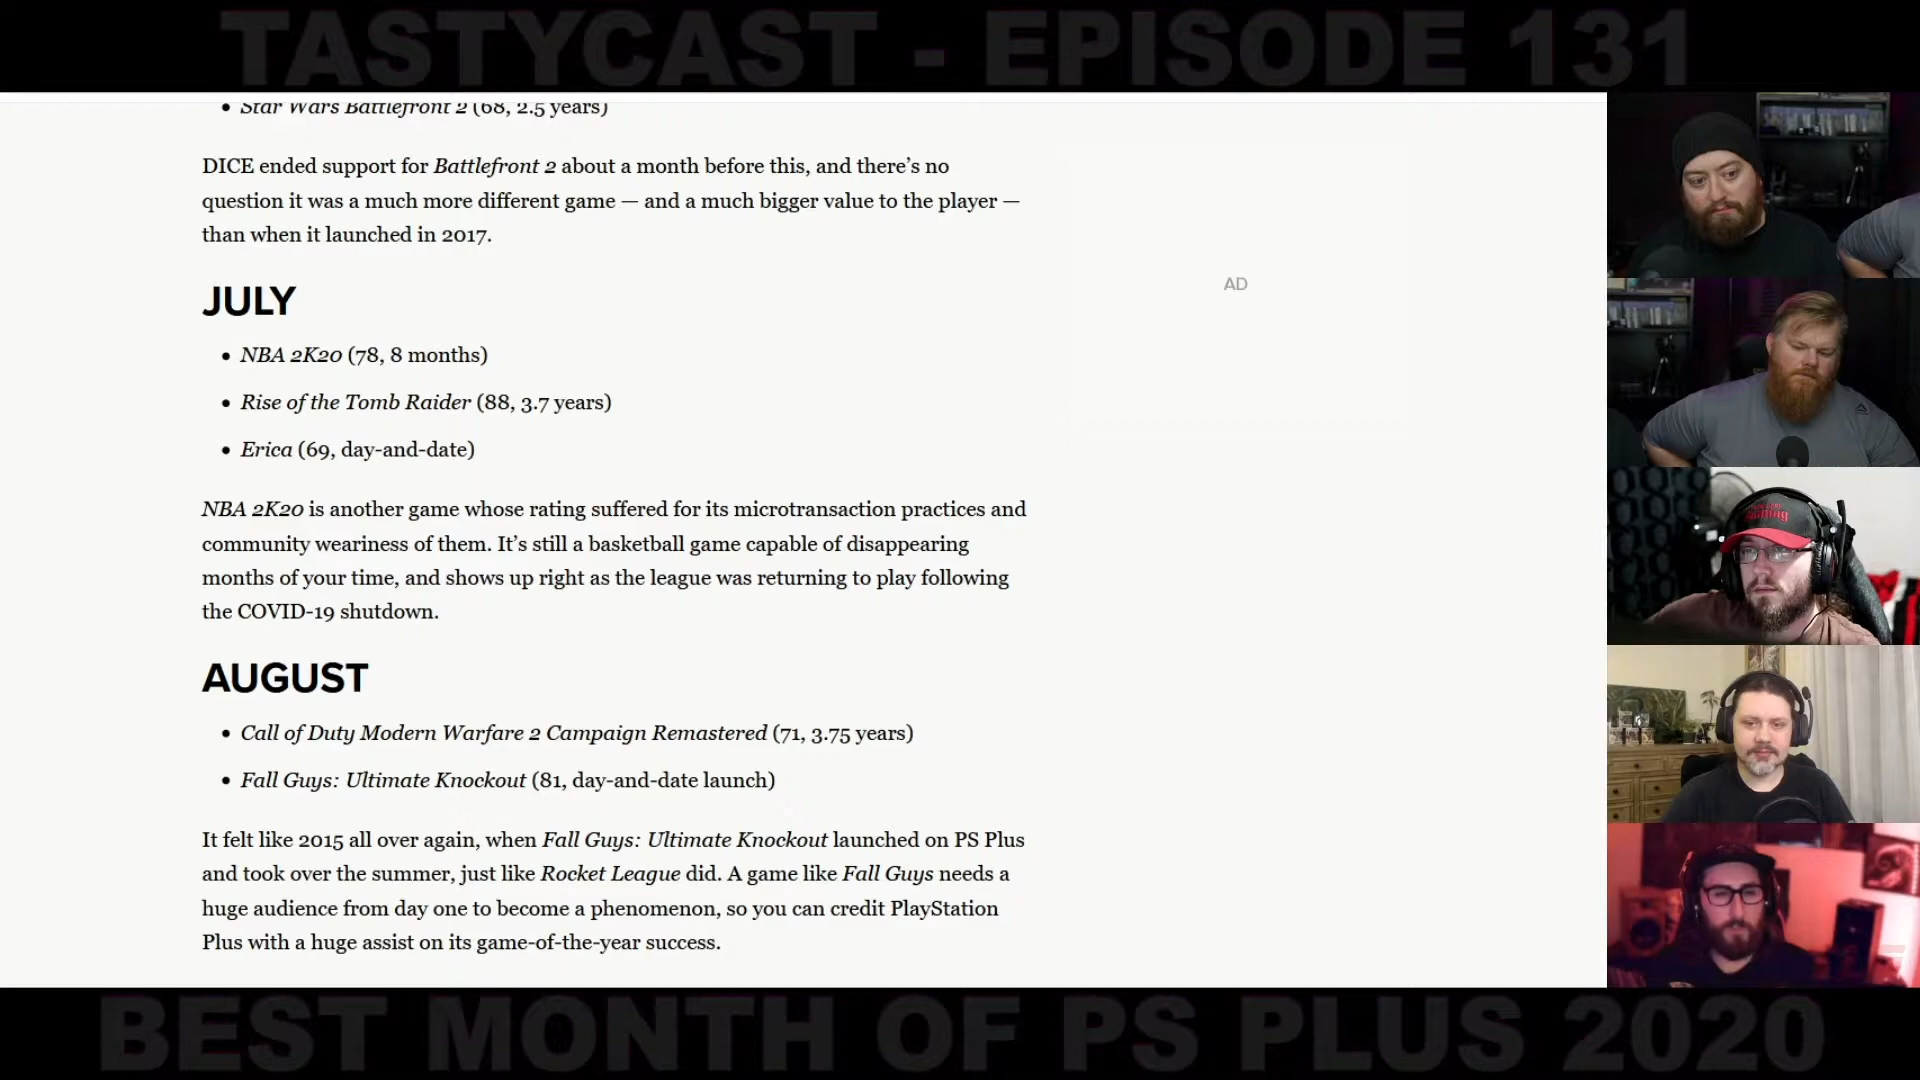 TASTYCAST - EPISODE 131
• Star Wars Battlefront 2 (68, 2.5 years)
DICE ended support for Battlefront 2 about a month before this, and there’s no
question it was a much more different game — and a much bigger value to the player —
than when it launched in 2017.
AD
JULY
• NBA 2K20 (78, 8 months)
• Rise of the Tomb Raider (88, 3.7 years)
• Erica (69, day-and-date)
NBA 2K20 is another game whose rating suffered for its microtransaction practices and
community weariness of them. It’s still a basketball game capable of disappearing
months of your time, and shows up right as the league was returning to play following
the COVID-19 shutdown.
AUGUST
• Call of Duty Modern Warfare 2 Campaign Remastered (71, 3.75 years)
• Fall Guys: Ultimate Knockout (81, day-and-date launch)
It felt like 2015 all over again, when Fall Guys: Ultimate Knockout launched on PS Plus
and took over the summer, just like Rocket League did. A game like Fall Guys needs a
huge audience from day one to become a phenomenon, so you can credit PlayStation
Plus with a huge assist on its game-of-the-year success.
BEST MONTH OF PS PLUS 2020